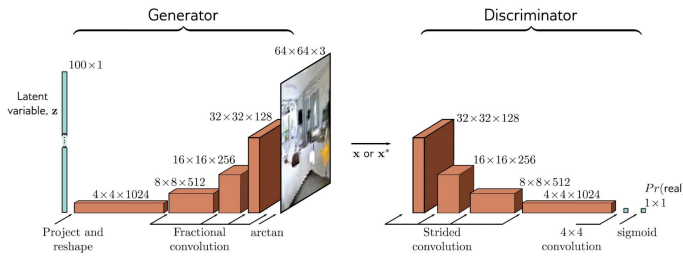 Generator
Discriminator
64×64×3
100×1
Latent
variable, z
32×32×128
16×16×256
8×8×512
4×4×1024
Project and
reshape
Fractional
convolution
arctan
x or x*
32×32×128
16×16×256
8×8×512
4×4×1024
Pr(real
1×1
Strided
convolution
4×4
convolution
sigmoid